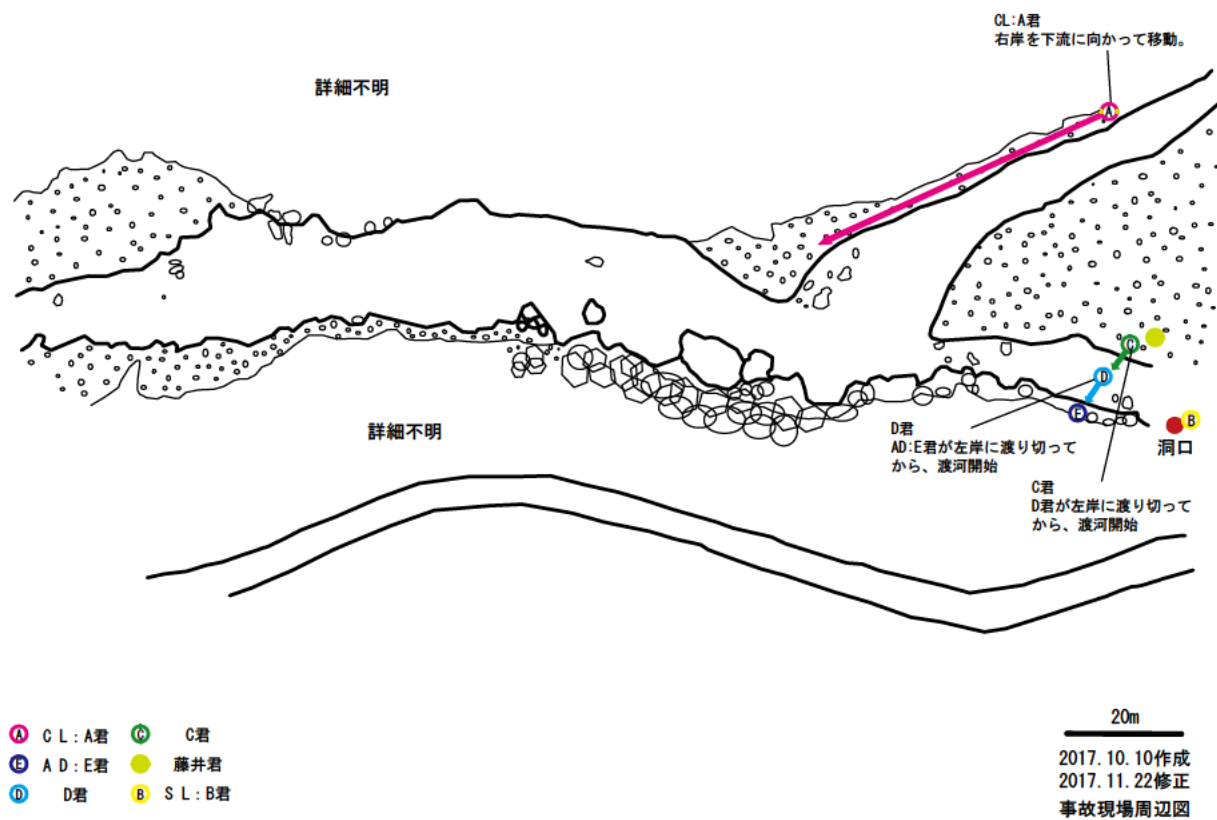 CL:A君
右岸を下流に向かって移動。
詳細不明
A
C
D
E
B
洞口
詳細不明
D君
AD:E君が左岸に渡り切って
から、渡河開始
C君
D君が左岸に渡り切って
から、渡河開始
A CL:A君
C C君
E AD:E君
藤井君
D D君
B SL:B君
20m
2017.10.10作成
2017.11.22修正
事故現場周辺図